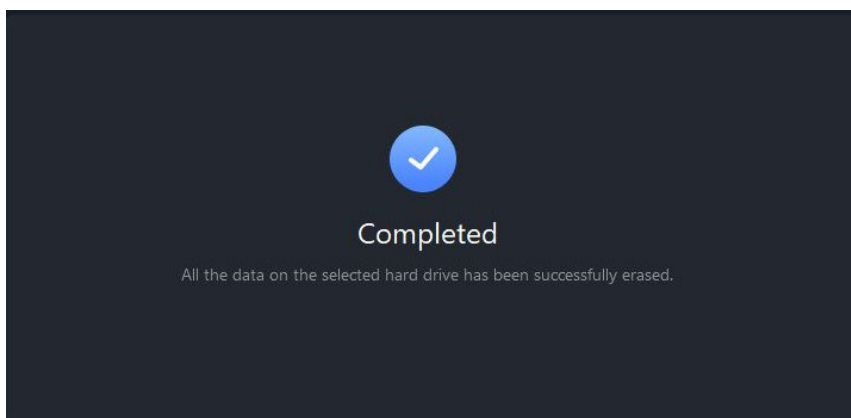 Completed
All the data on the selected hard drive has been successfully erased.